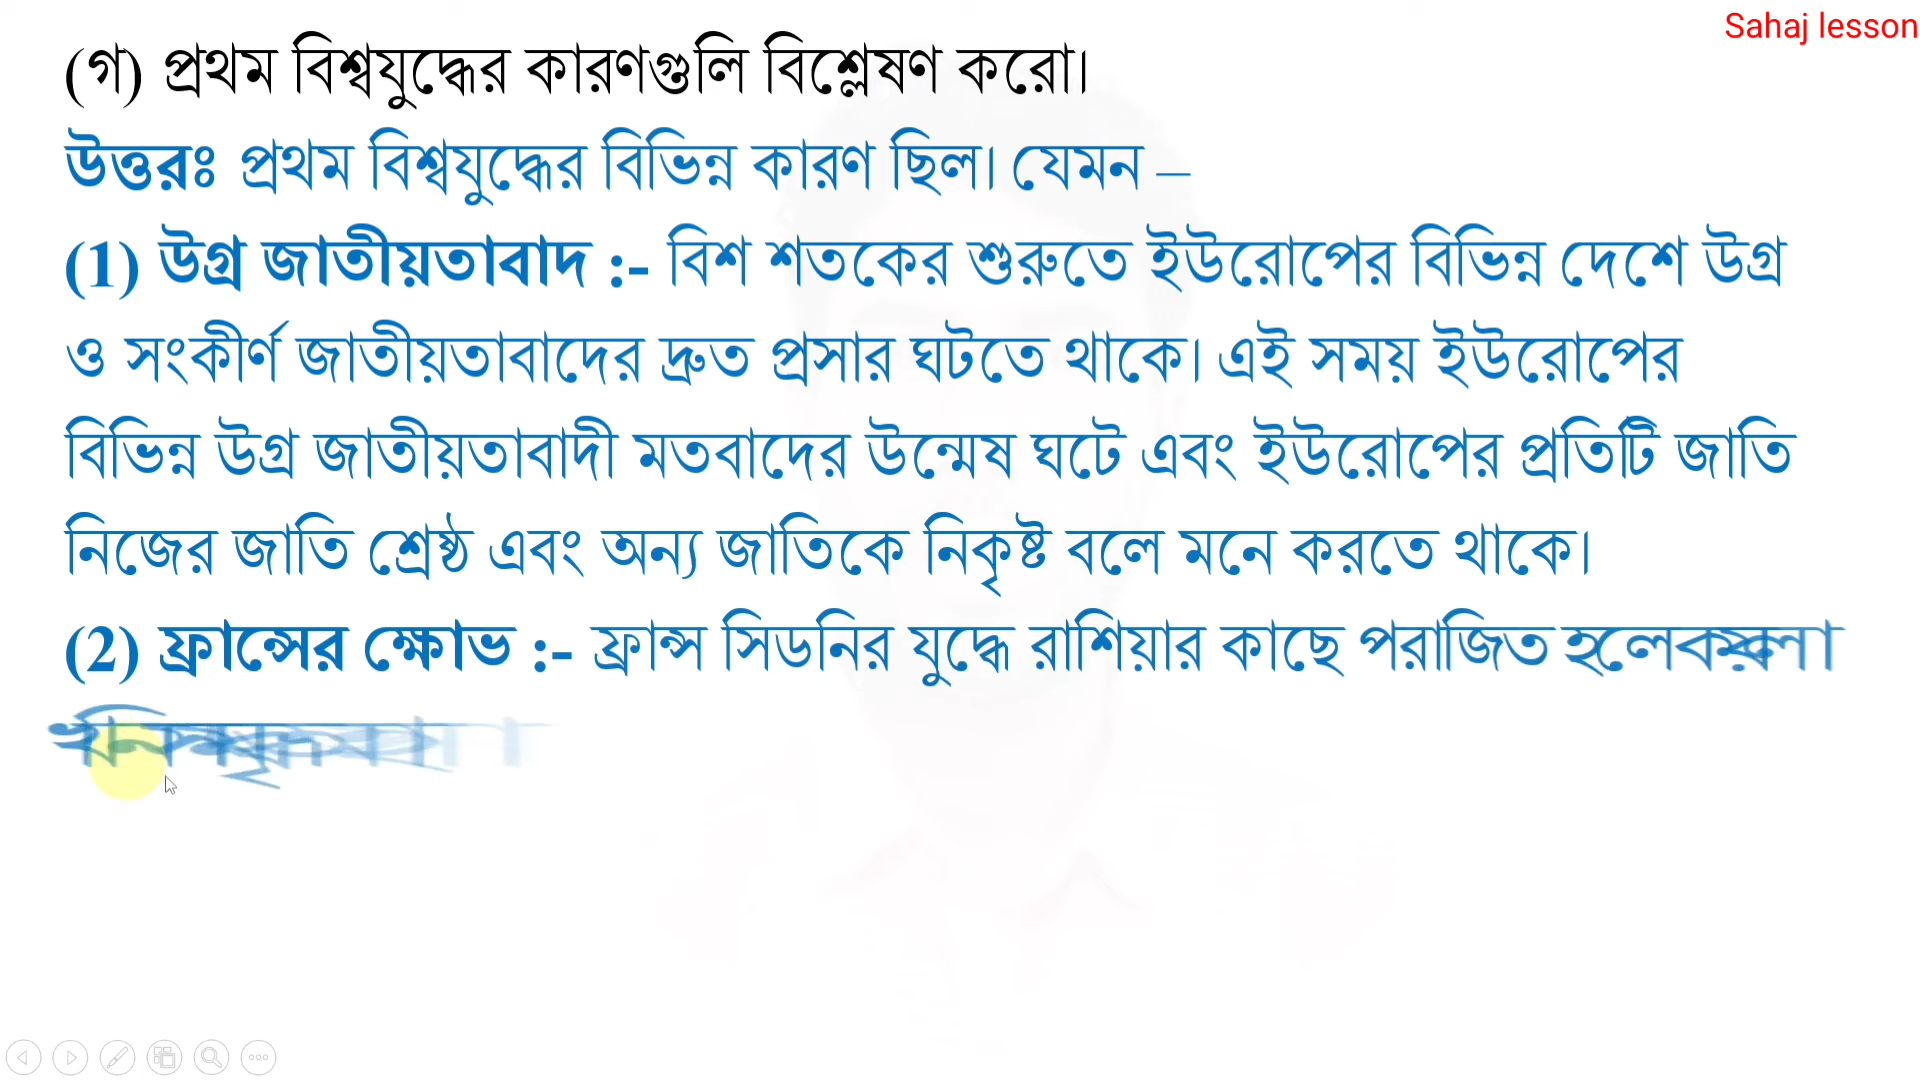 Sahaj lesson
(গ) প্রথম বিশ্বযুদ্ধের কারণগুলি বিশ্লেষণ করো।
উত্তরঃ প্রথম বিশ্বযুদ্ধের বিভিন্ন কারণ ছিল। যেমন –
(1) উগ্র জাতীয়তাবাদ :- বিশ শতকের শুরুতে ইউরোপের বিভিন্ন দেশে উগ্র
ও সংকীর্ণ জাতীয়তাবাদের দ্রুত প্রসার ঘটতে থাকে। এই সময় ইউরোপের
বিভিন্ন উগ্র জাতীয়তাবাদী মতবাদের উন্মেষ ঘটে এবং ইউরোপের প্রতিটি জাতি
নিজের জাতি শ্রেষ্ঠ এবং অন্য জাতিকে নিকৃষ্ট বলে মনে করতে থাকে।
(2) ফ্রান্সের ক্ষোভ :- ফ্রান্স সিডনির যুদ্ধে রাশিয়ার কাছে পরাজিত হলে কয়লা